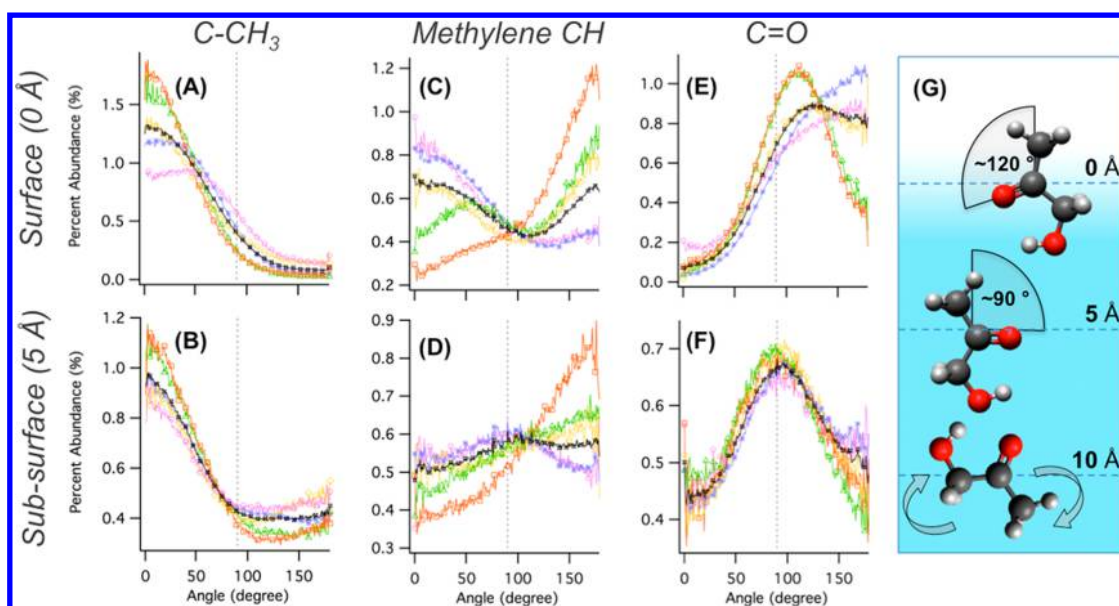 C-CH3
Methylene CH
C=O
Surface (0 Å)
Sub-surface (5 Å)
Percent Abundance (%)
(A)
1.5
1.0
0.5
0.0
(C)
1.2
1.0
0.8
0.6
0.4
0.2
(E)
1.0
0.8
0.6
0.4
0.2
0.0
(G)
~120 °
0 Å
~90 °
5 Å
10 Å
Percent Abundance (%)
(B)
1.2
1.0
0.8
0.6
0.4
(D)
0.9
0.8
0.7
0.6
0.5
0.4
0.3
(F)
0.7
0.6
0.5
0.4
0 50 100 150
0 50 100 150
0 50 100 150
Angle (degree)
Angle (degree)
Angle (degree)